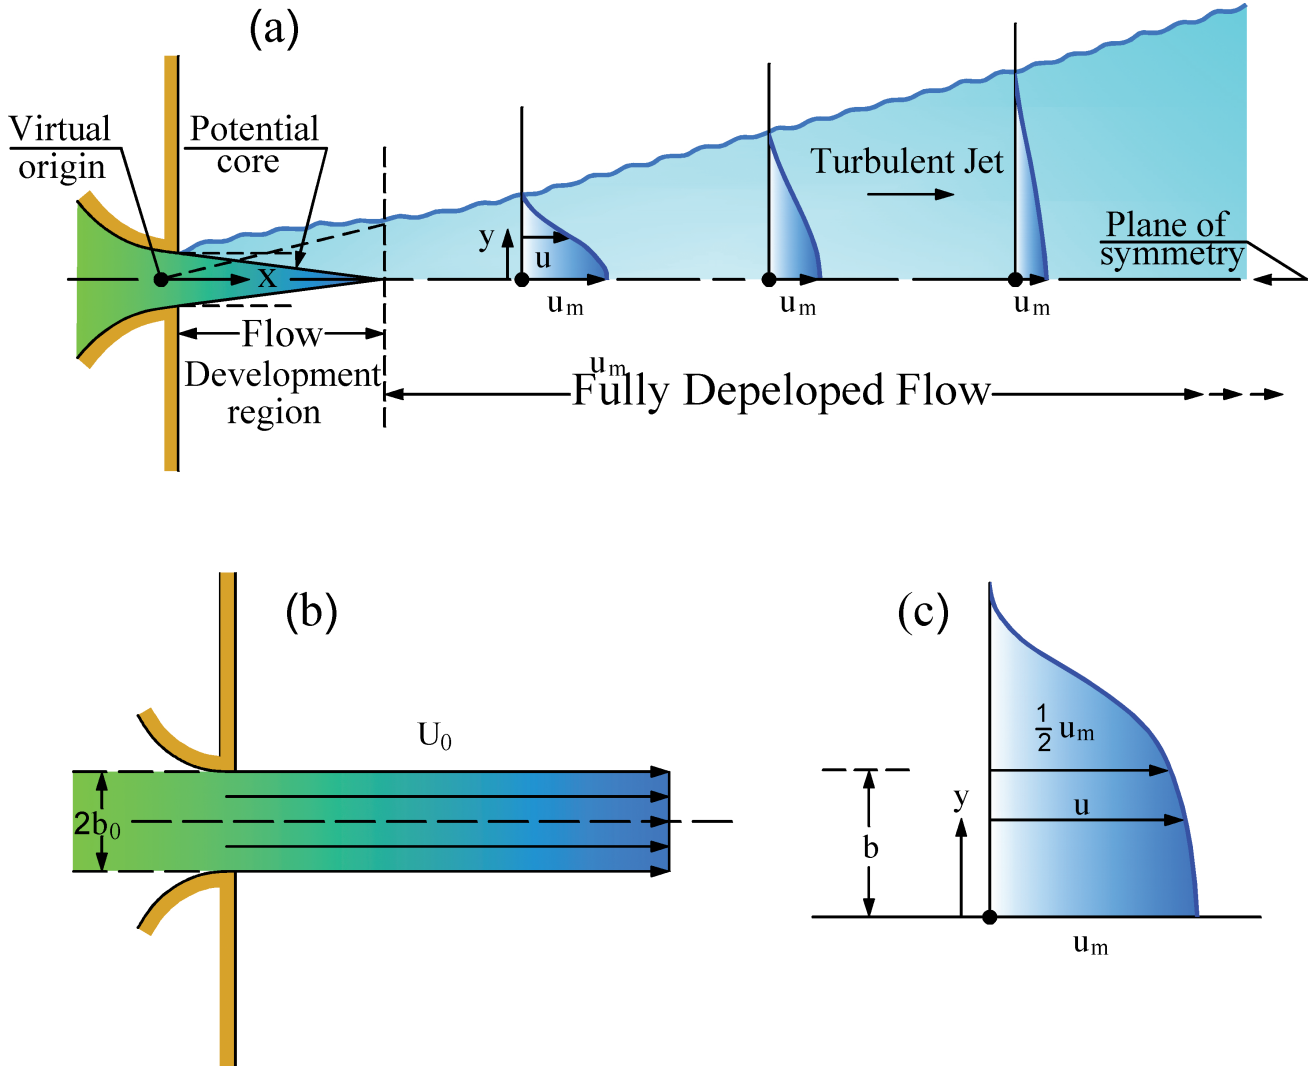 (a)
Virtual
origin
Potential
core
Turbulent Jet
Plane of
symmetry
y
u
x
um
um
um
Flow
Development
region
um
Fully Depeloped Flow
(b)
U0
2b0
(c)
1/2 um
y
u
b
um